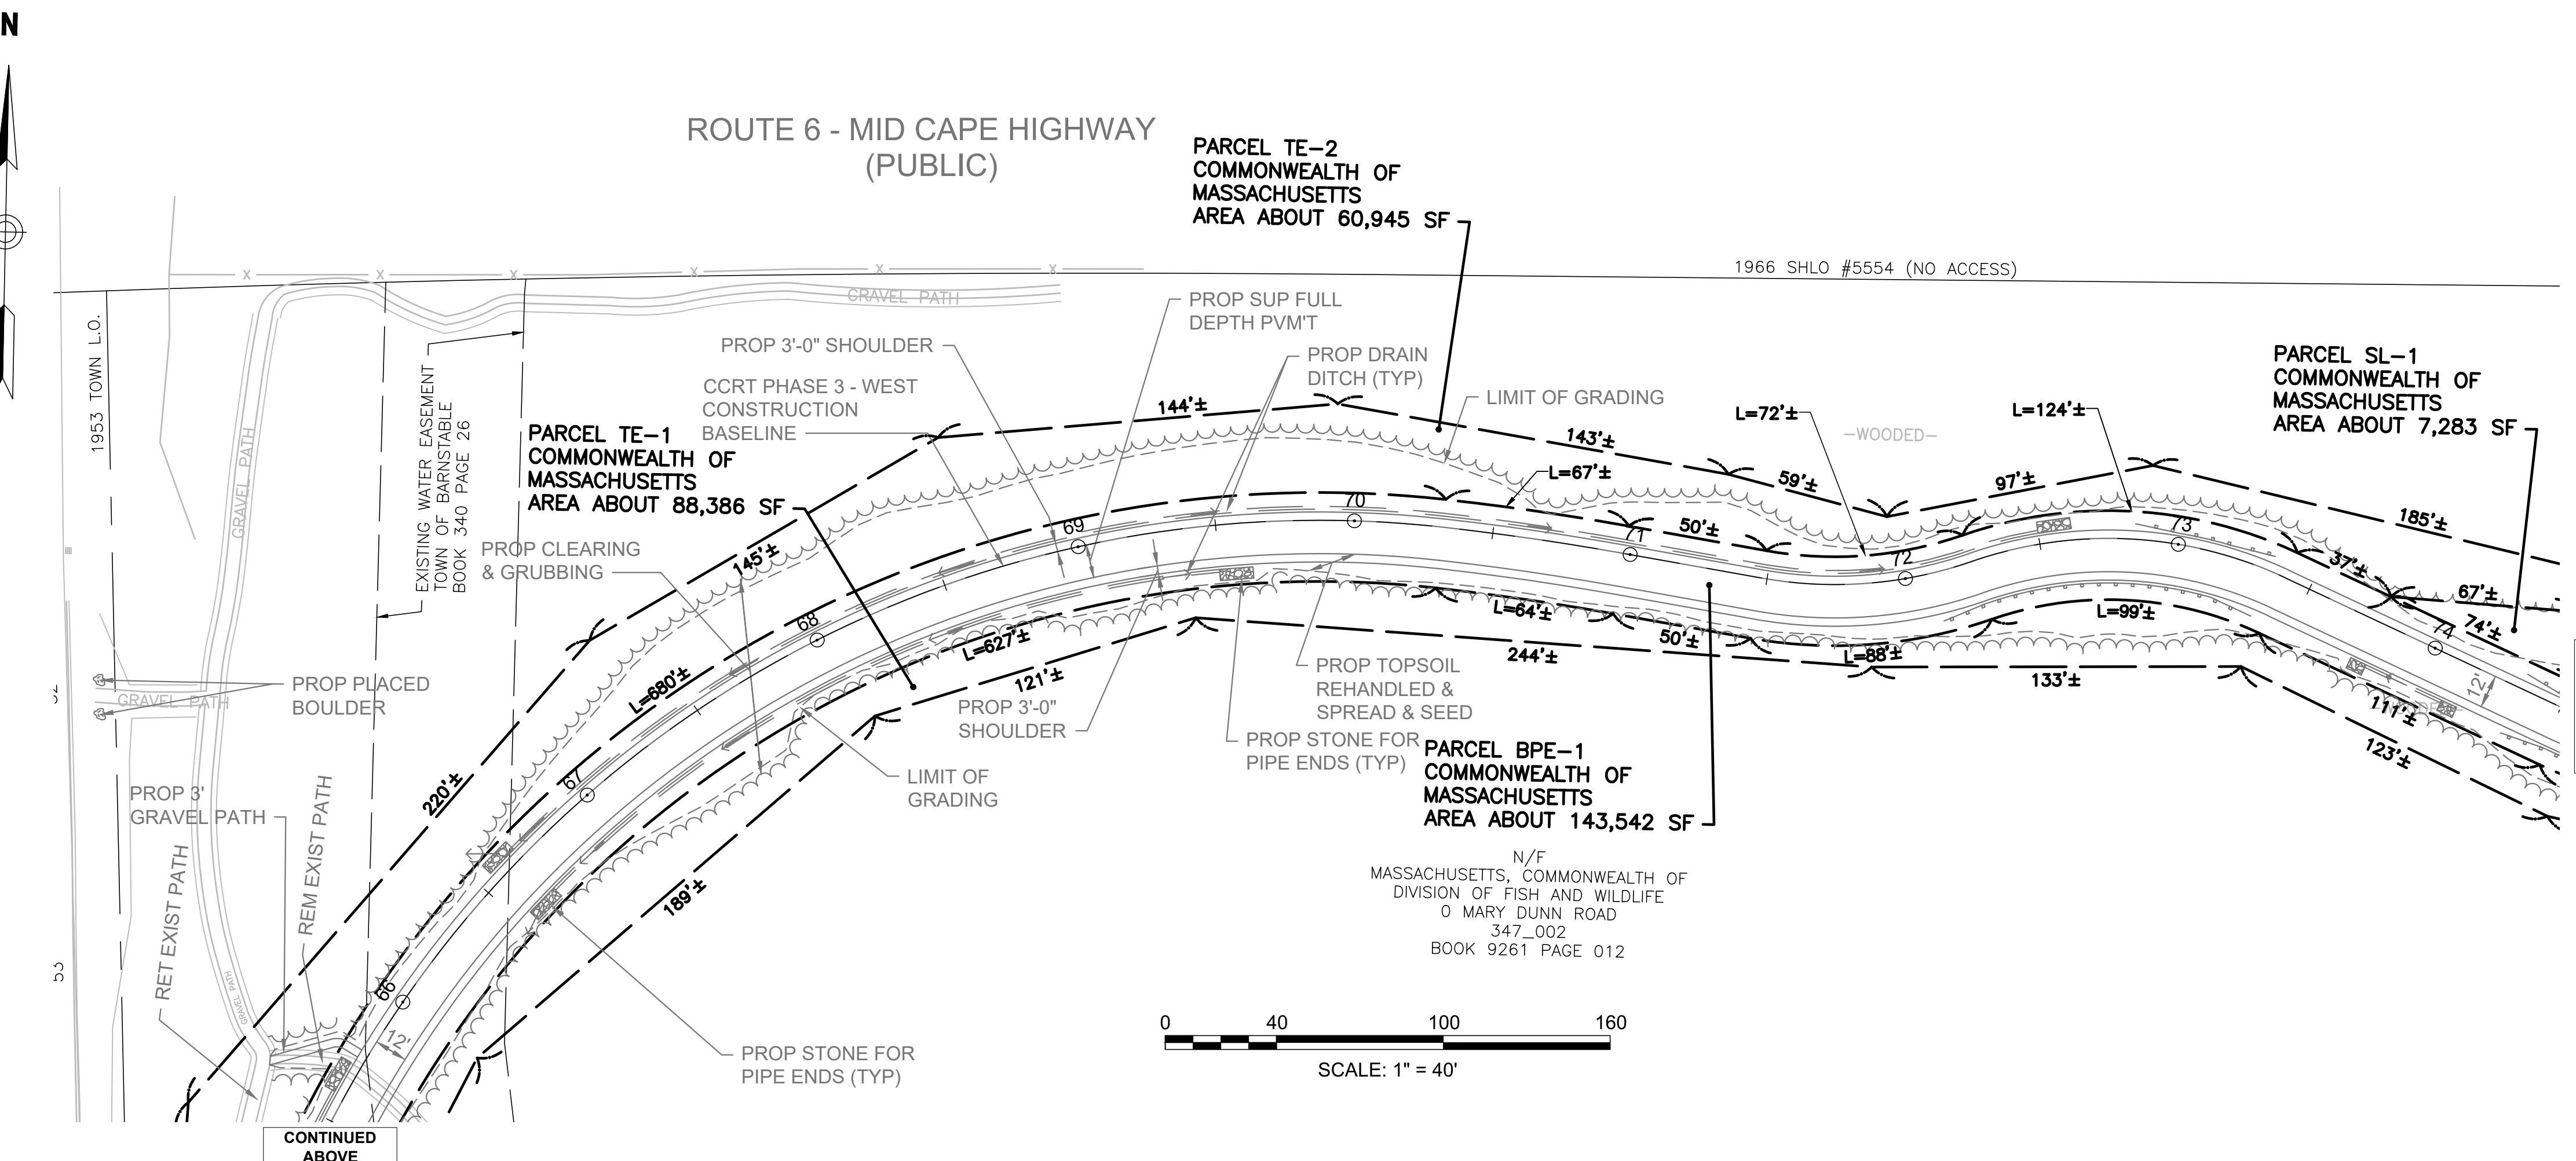 N
ROUTE 6 - MID CAPE HIGHWAY
(PUBLIC)
PARCEL TE-2
COMMONWEALTH OF
MASSACHUSETTS
AREA ABOUT 60,945 SF
1966 SHLO #5554 (NO ACCESS)
X X X X X X
GRAVEL PATH
1953 TOWN L.O.
GRAVEL PATH
EXISTING WATER EASEMENT
TOWN OF BARNSTABLE
BOOK 340 PAGE 26
PROP SUP FULL
DEPTH PVM'T
PROP 3'-0" SHOULDER
PROP DRAIN
DITCH (TYP)
CCRT PHASE 3 - WEST
CONSTRUCTION
BASELINE
LIMIT OF GRADING
PARCEL SL-1
COMMONWEALTH OF
MASSACHUSETTS
AREA ABOUT 7,283 SF
PARCEL TE-1
COMMONWEALTH OF
MASSACHUSETTS
AREA ABOUT 88,386 SF
144'±
143'±
L=72'±
L=124'±
-WOODED-
L=67'±
59'±
97'±
185'±
50'±
37'±
67'±
74'±
PROP CLEARING
& GRUBBING
145'±
66
67
68
69
70
71
72
73
74
L=680'±
L=627'±
121'±
L=64'±
50'±
L=88'±
L=99'±
244'±
133'±
111'±
123'±
12'
GRAVEL PATH
PROP PLACED
BOULDER
PROP 3'-0"
SHOULDER
PROP TOPSOIL
REHANDLED &
SPREAD & SEED
PROP STONE FOR
PIPE ENDS (TYP)
PARCEL BPE-1
COMMONWEALTH OF
MASSACHUSETTS
AREA ABOUT 143,542 SF
LIMIT OF
GRADING
PROP 3'
GRAVEL PATH
220'±
189'±
RET EXIST PATH
REM EXIST PATH
GRAVEL PATH
12'
53
N/F
MASSACHUSETTS, COMMONWEALTH OF
DIVISION OF FISH AND WILDLIFE
0 MARY DUNN ROAD
347_002
BOOK 9261 PAGE 012
PROP STONE FOR
PIPE ENDS (TYP)
0 40 100 160
SCALE: 1" = 40'
CONTINUED
ABOVE